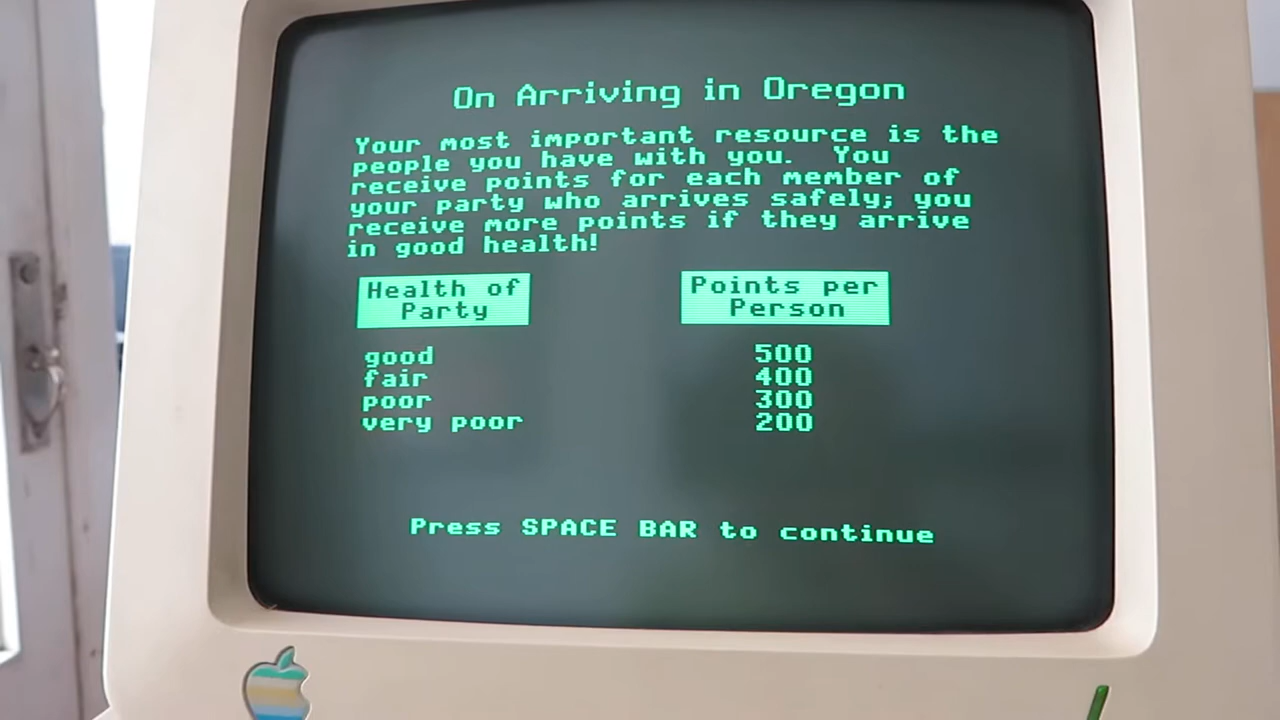 On Arriving in Oregon
Your most important resource is the
people you have with you. You
receive points for each member of
your party who arrives safely; you
receive more points if they arrive
in good health!
Health of Points per
Party Person
good 500
fair 400
poor 300
very poor 200
Press SPACE BAR to continue